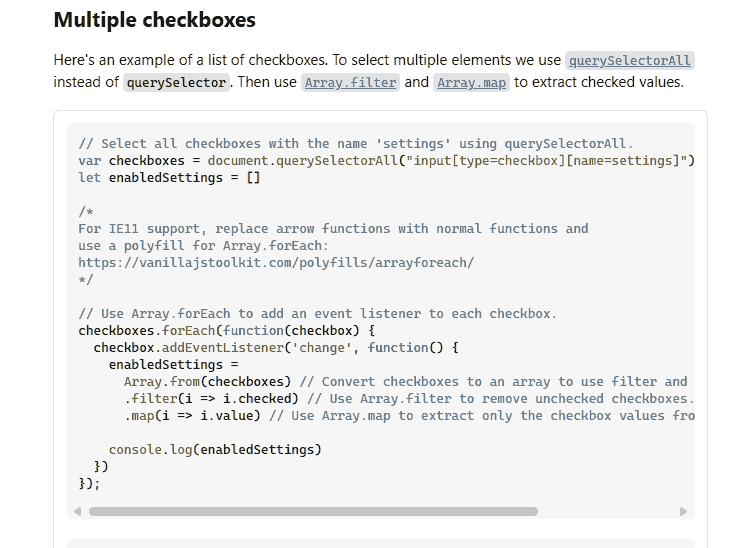 Multiple checkboxes
Here's an example of a list of checkboxes. To select multiple elements we use querySelectorAll
instead of querySelector. Then use Array.filter and Array.map to extract checked values.
// Select all checkboxes with the name 'settings' using querySelectorAll.
var checkboxes = document.querySelectorAll("input[type=checkbox][name=settings]")
let enabledSettings = []
/*
For IE11 support, replace arrow functions with normal functions and
use a polyfill for Array.forEach:
https://vanillajstoolkit.com/polyfills/arrayforeach/
*/
// Use Array.forEach to add an event listener to each checkbox.
checkboxes.forEach(function(checkbox) {
checkbox.addEventListener('change', function() {
enabledSettings =
Array.from(checkboxes) // Convert checkboxes to an array to use filter and
.filter(i => i.checked) // Use Array.filter to remove unchecked checkboxes.
.map(i => i.value) // Use Array.map to extract only the checkbox values fro
console.log(enabledSettings)
})
});